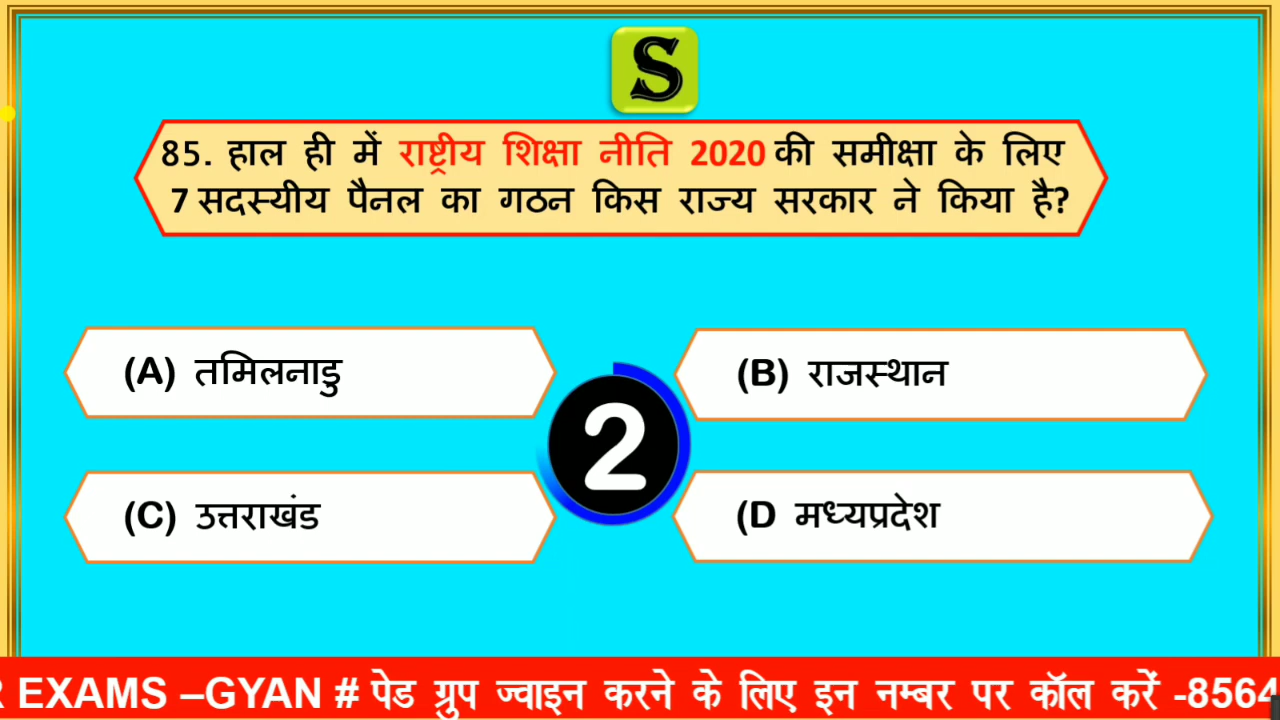 S
85. हाल ही में राष्ट्रीय शिक्षा नीति 2020 की समीक्षा के लिए
7 सदस्यीय पैनल का गठन किस राज्य सरकार ने किया है?
(A) तमिलनाडु
(B) राजस्थान
2
(C) उत्तराखंड
(D मध्यप्रदेश
R EXAMS –GYAN # पेड ग्रुप ज्वाइन करने के लिए इन नम्बर पर कॉल करें -8564